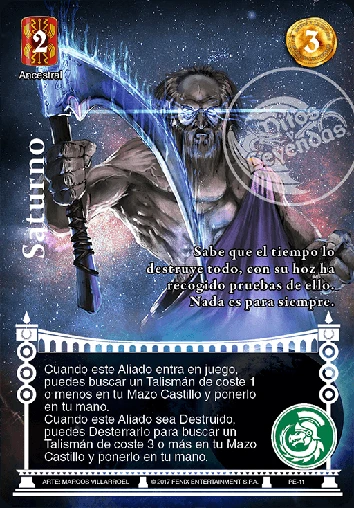 2
3
Ancestral
Mitos
y
Leyendas
Saturno
Sabe que el tiempo lo
destruye todo, con su hoz ha
recogido pruebas de ello.
Nada es para siempre.
Cuando este Aliado entra en juego,
puedes buscar un Talismán de coste 1
o menos en tu Mazo Castillo y ponerlo
en tu mano.
Cuando este Aliado sea Destruido,
puedes Desterrarlo para buscar un
Talismán de coste 3 o más en tu Mazo
Castillo y ponerlo en tu mano.
ARTE: MARCOS VILLARROEL
© 2017 FENIX ENTERTAINMENT S.P.A.
PE-11